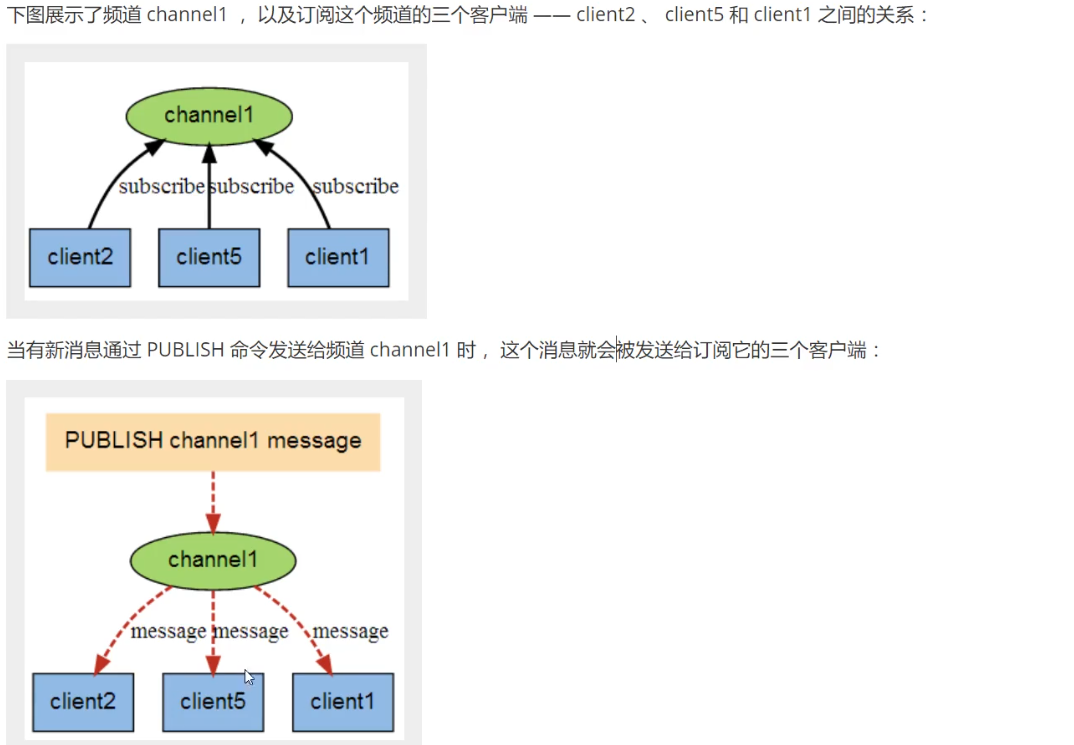 下图展示了频道 channel1 ， 以及订阅这个频道的三个客户端 —— client2 、 client5 和 client1 之间的关系：
channel1
subscribe subscribe subscribe
client2 client5 client1
当有新消息通过 PUBLISH 命令发送给频道 channel1 时， 这个消息就会被发送给订阅它的三个客户端：
PUBLISH channel1 message
channel1
message message message
client2 client5 client1